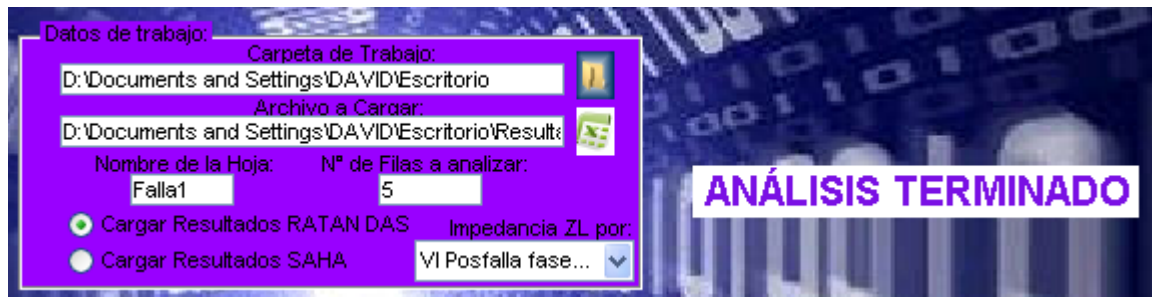 Datos de trabajo:
Carpeta de Trabajo:
D:\Documents and Settings\DAVID\Escritorio
Archivo a Cargar:
D:\Documents and Settings\DAVID\Escritorio\Result
Nombre de la Hoja: N° de Filas a analizar:
Falla1 5
Cargar Resultados RATAN DAS Impedancia ZL por:
Cargar Resultados SAHA VI Posfalla fase...
ANÁLISIS TERMINADO